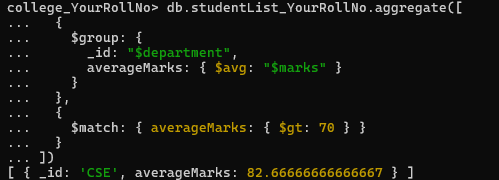 college_YourRollNo> db.studentList_YourRollNo.aggregate([
...   {
...     $group: {
...       _id: "$department",
...       averageMarks: { $avg: "$marks" }
...     }
...   },
...   {
...     $match: { averageMarks: { $gt: 70 } }
...   }
... ])
[ { _id: 'CSE', averageMarks: 82.66666666666667 } ]